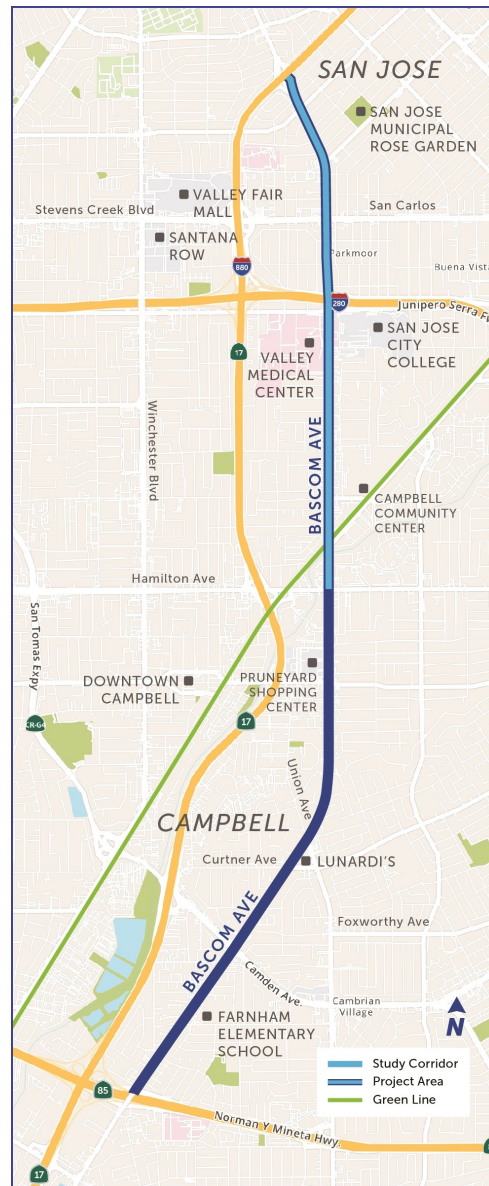 SAN JOSE
SAN JOSE
MUNICIPAL
ROSE GARDEN
VALLEY FAIR
MALL
Stevens Creek Blvd
San Carlos
SANTANA
ROW
Parkmoor
Buena Vista
880
280
Junipero Serra F
SAN JOSE
CITY
COLLEGE
17
VALLEY
MEDICAL
CENTER
Winchester Blvd
BASCOM AVE
CAMPBELL
COMMUNITY
CENTER
Hamilton Ave
San Tomas Expy
DOWNTOWN
CAMPBELL
PRUNEYARD
SHOPPING
CENTER
CR-G4
17
Union Ave
CAMPBELL
Curtner Ave
LUNARDI'S
BASCOM AVE
Foxworthy Ave
Camden Ave.
Cambrian
Village
N
FARNHAM
ELEMENTARY
SCHOOL
Study Corridor
Project Area
Green Line
85
Norman Y Mineta Hwy.
17